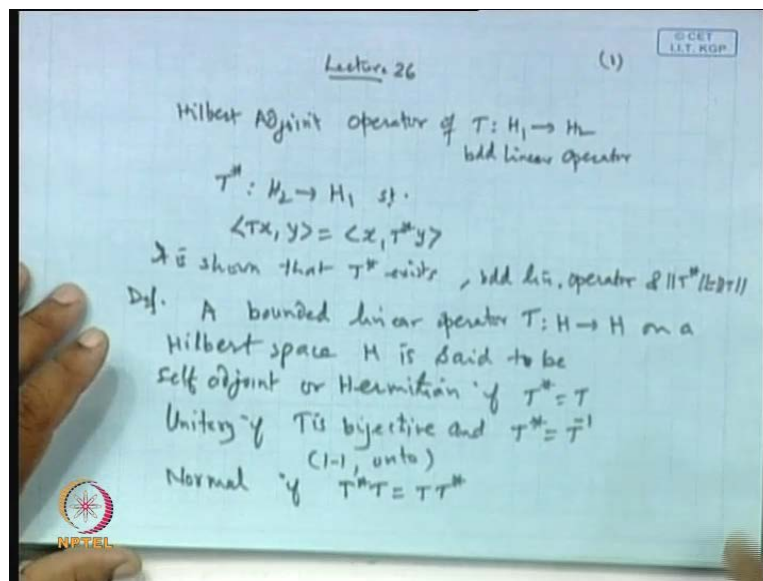 © CET
I.I.T. KGP
Lecture 26 (1)
Hilbert Adjoint operator of T: H₁ → H₂
bdd linear operator
T*: H₂ → H₁ st.
<Tx, y> = <x, T*y>
It is shown that T* exists, bdd lin. operator & ||T*|| = ||T||
Def. A bounded linear operator T: H → H on a
Hilbert space H is said to be
Self adjoint or Hermitian if T* = T
Unitary if T is bijective and T* = T⁻¹
(1-1, onto)
Normal if T*T = TT*
NPTEL